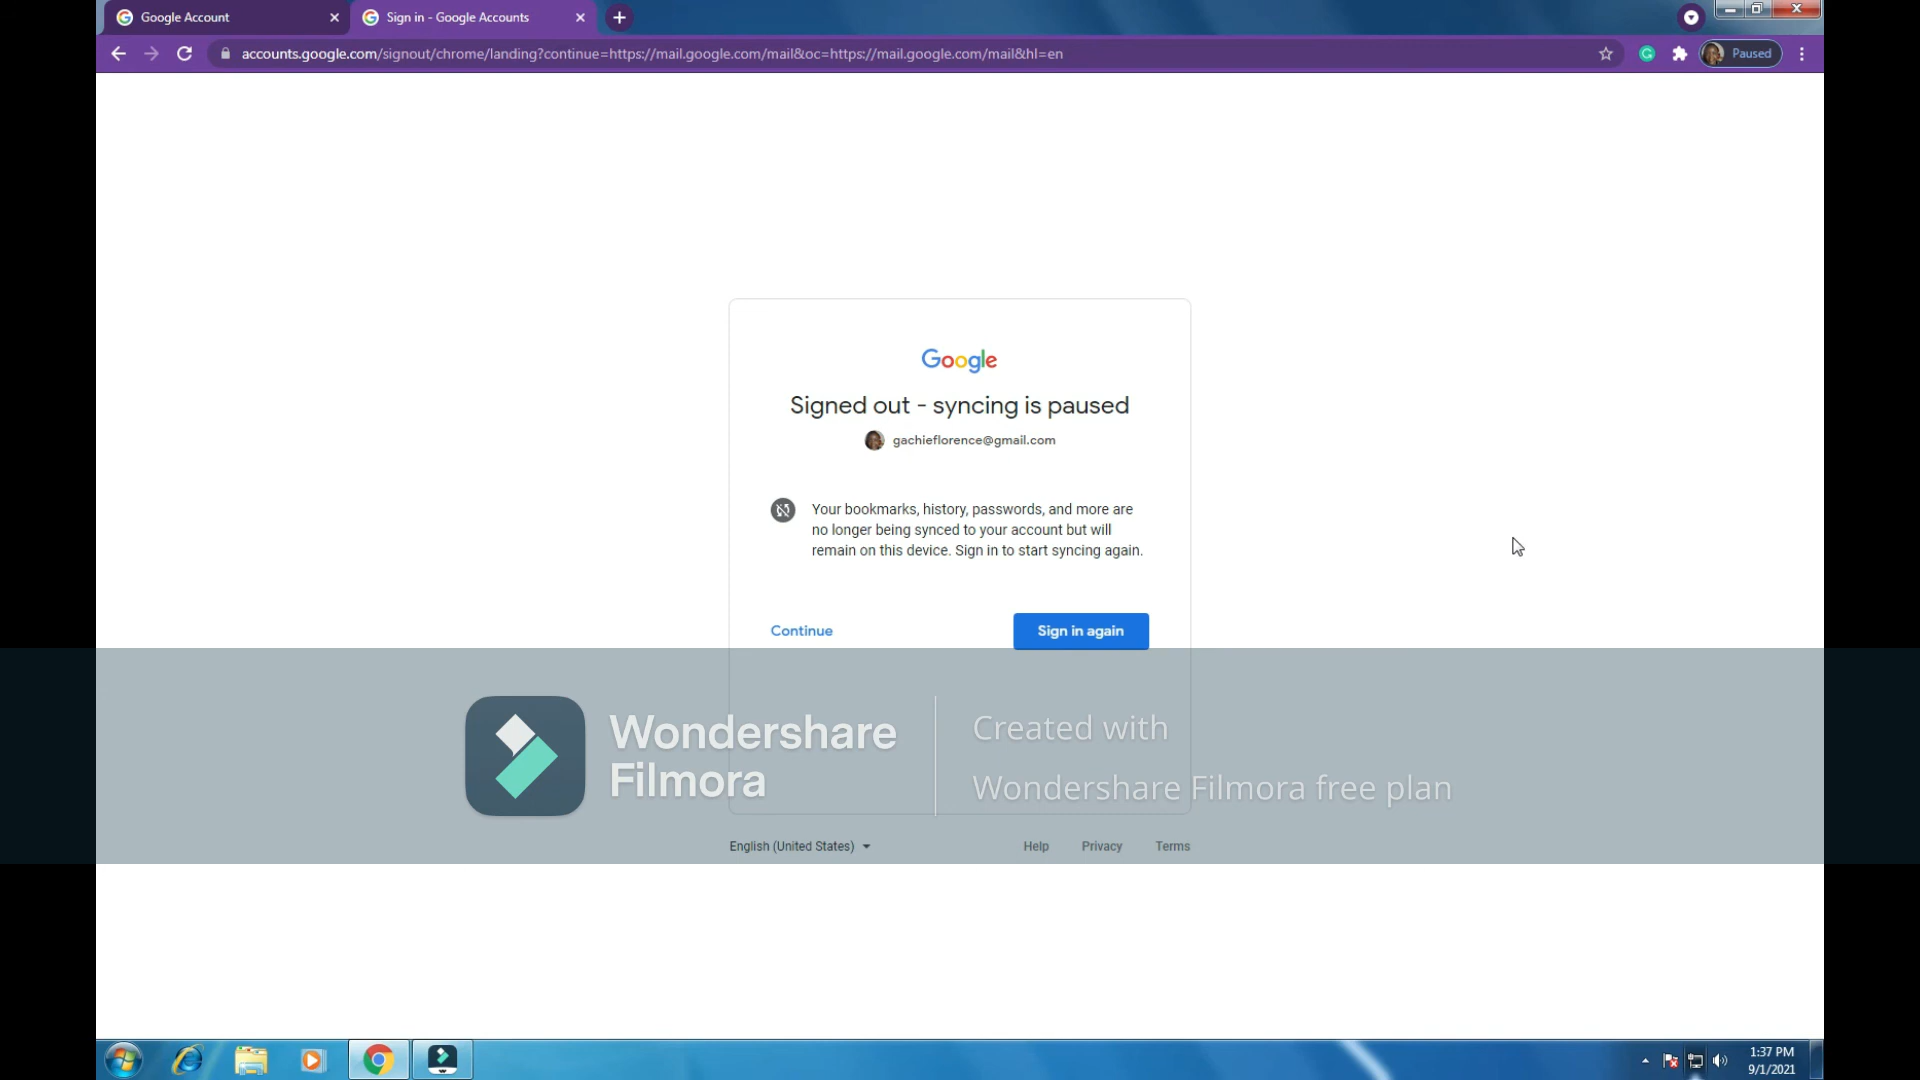 Google Account
Sign in - Google Accounts
accounts.google.com/signout/chrome/landing?continue=https://mail.google.com/mail&oc=https://mail.google.com/mail&hl=en
Paused
Google
Signed out - syncing is paused
gachieflorence@gmail.com
Your bookmarks, history, passwords, and more are
no longer being synced to your account but will
remain on this device. Sign in to start syncing again.
Continue
Sign in again
Wondershare
Filmora
Created with
Wondershare Filmora free plan
English (United States)
Help
Privacy
Terms
1:37 PM
9/1/2021